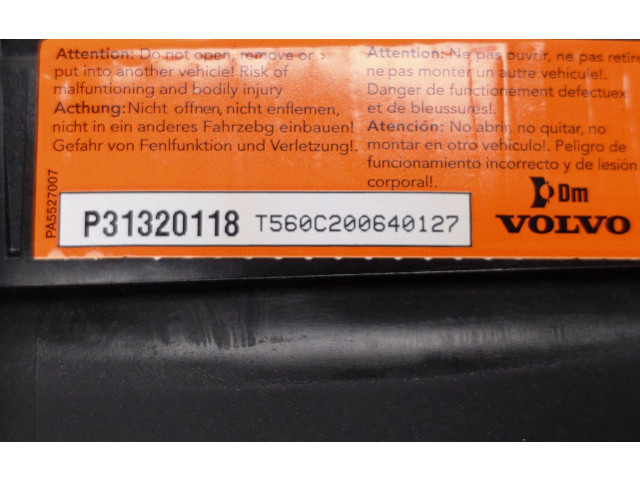 Attention: Do not open, remove or
put into another vehicle! Risk of
malfuntioning and bodily injury
Acthung: Nicht offnen, nicht enflemen,
nicht in ein anderes Fahrzebg einbauen!
Gefahr von Fenlfunktion und Verletzung!.
Attention: Ne pas ouvrir, ne pas retire
ne pas monter un autre vehicule!.
Danger de functionement defectuex
et de bleussures!.
Atención: No abrir, no quitar, no
montar en otro vehiculo!. Peligro de
funcionamiento incorrecto y de lesión
corporal!.
PA5527007
P31320118 T560C200640127
Dm
VOLVO